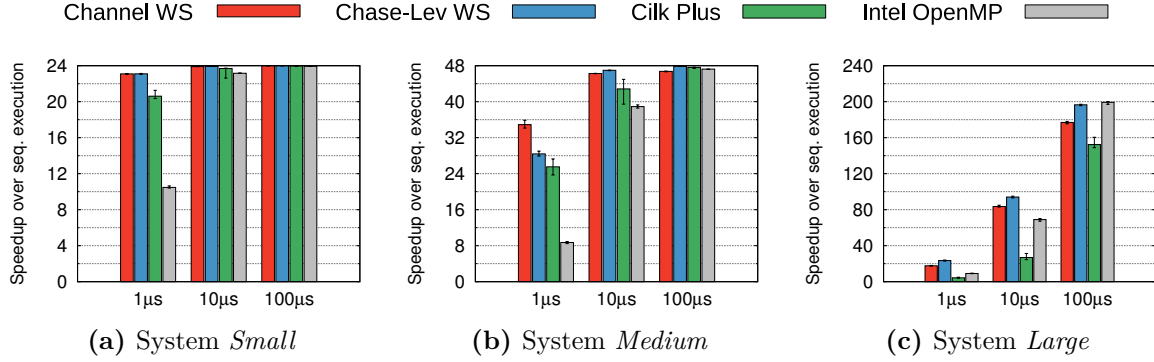 Channel WS Chase-Lev WS Cilk Plus Intel OpenMP
Speedup over seq. execution
24
20
16
12
8
4
0
1µs 10µs 100µs
(a) System Small
Speedup over seq. execution
48
40
32
24
16
8
0
1µs 10µs 100µs
(b) System Medium
Speedup over seq. execution
240
200
160
120
80
40
0
1µs 10µs 100µs
(c) System Large